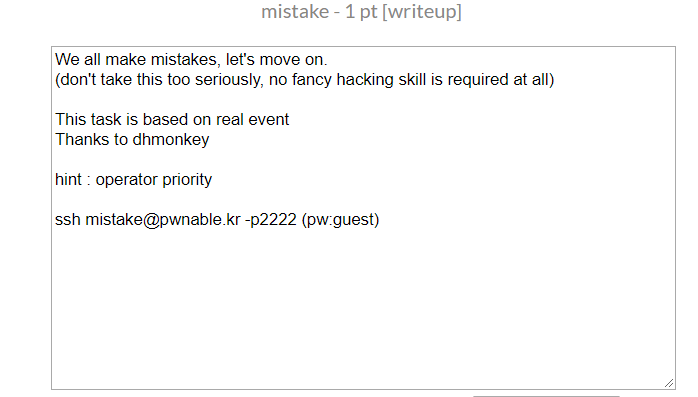 mistake - 1 pt [writeup]
We all make mistakes, let's move on.
(don't take this too seriously, no fancy hacking skill is required at all)
This task is based on real event
Thanks to dhmonkey
hint : operator priority
ssh mistake@pwnable.kr -p2222 (pw:guest)